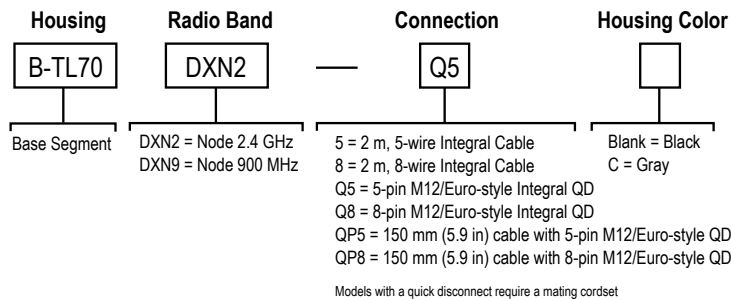 Housing Radio Band Connection Housing Color
B-TL70 DXN2 — Q5
Base Segment
DXN2 = Node 2.4 GHz
DXN9 = Node 900 MHz
5 = 2 m, 5-wire Integral Cable
8 = 2 m, 8-wire Integral Cable
Q5 = 5-pin M12/Euro-style Integral QD
Q8 = 8-pin M12/Euro-style Integral QD
QP5 = 150 mm (5.9 in) cable with 5-pin M12/Euro-style QD
QP8 = 150 mm (5.9 in) cable with 8-pin M12/Euro-style QD
Models with a quick disconnect require a mating cordset
Blank = Black
C = Gray